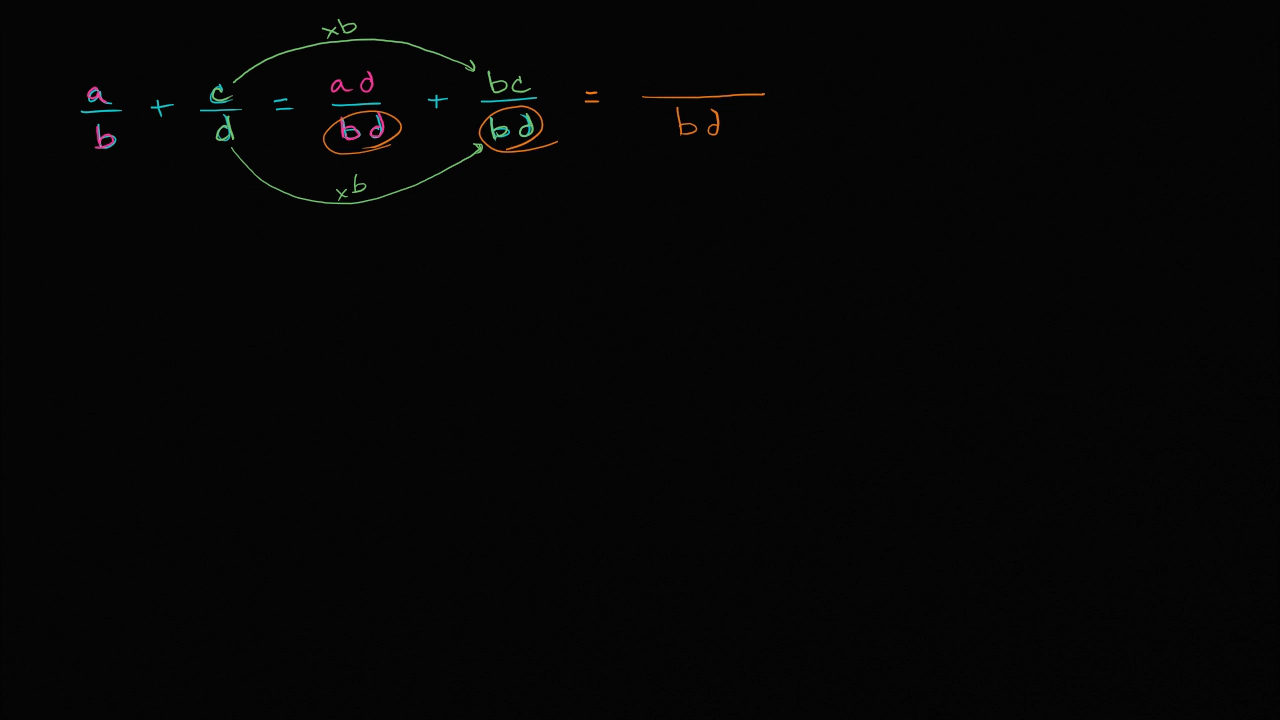 ×b
a/b + c/d = ad/bd + bc/bd = /bd
×b